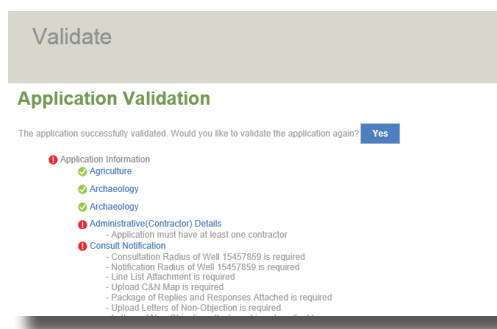 Validate
Application Validation
The application successfully validated. Would you like to validate the application again? Yes
Application Information
Agriculture
Archaeology
Archaeology
Administrative(Contractor) Details
- Application must have at least one contractor
Consult Notification
- Consultation Radius of Well 15457859 is required
- Notification Radius of Well 15457859 is required
- Line List Attachment is required
- Upload C&N Map is required
- Package of Replies and Responses Attached is required
- Upload Letters of Non-Objection is required